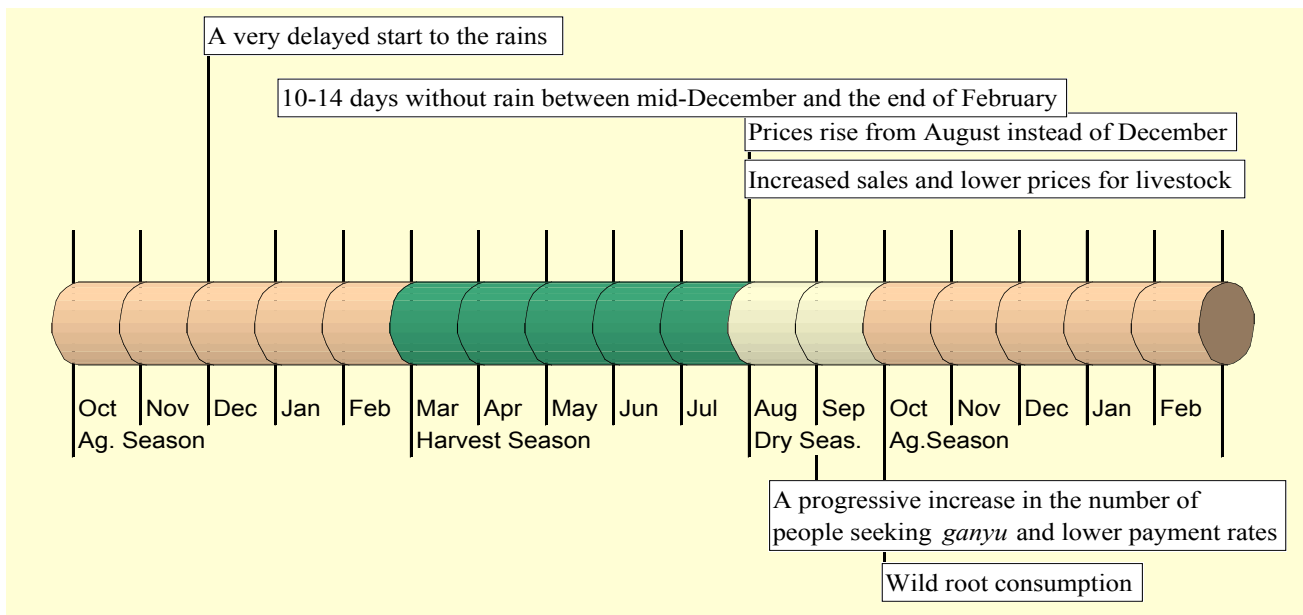 A very delayed start to the rains
10-14 days without rain between mid-December and the end of February
Prices rise from August instead of December
Increased sales and lower prices for livestock
Oct Nov Dec Jan Feb Mar Apr May Jun Jul Aug Sep Oct Nov Dec Jan Feb
Ag. Season Harvest Season Dry Seas. Ag.Season
A progressive increase in the number of
people seeking ganyu and lower payment rates
Wild root consumption